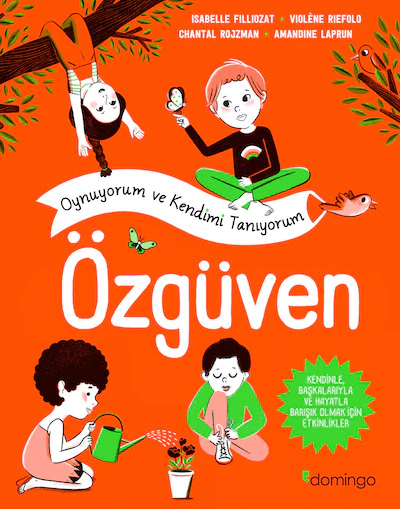 ISABELLE FILLIOZAT • VIOLÈNE RIEFOLO
CHANTAL ROJZMAN • AMANDINE LAPRUN
Oynuyorum ve Kendimi Tanıyorum
Özgüven
KENDİNLE,
BAŞKALARIYLA
VE HAYATLA
BARIŞIK OLMAK İÇİN
ETKİNLİKLER
domingo